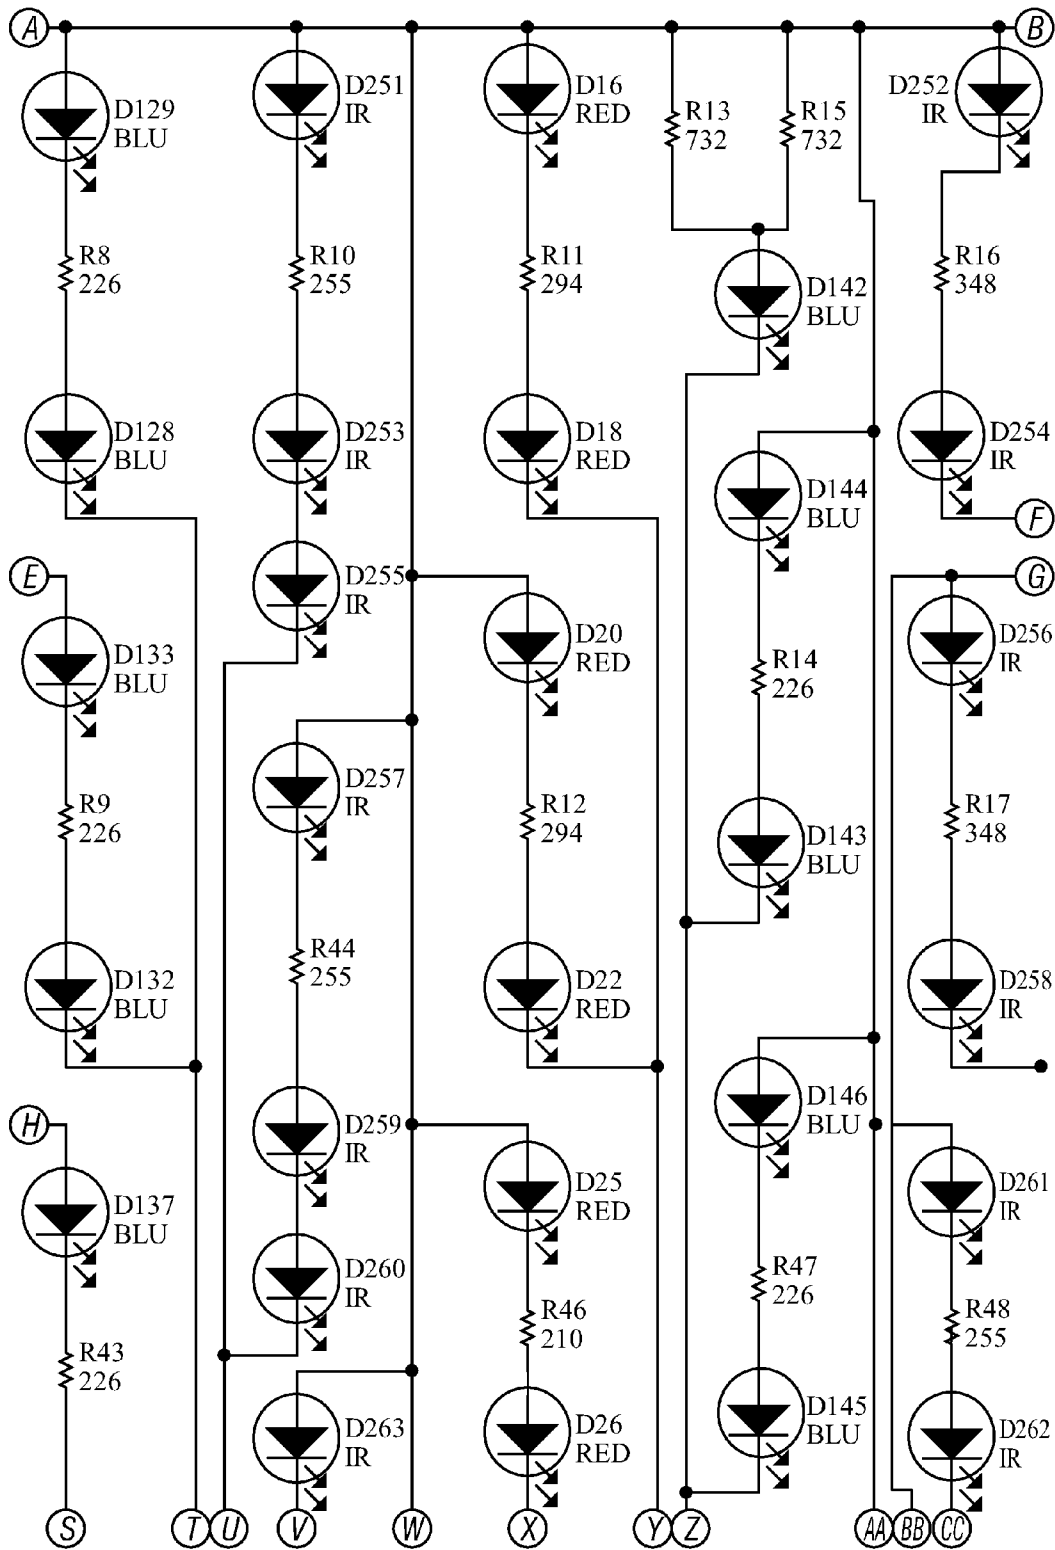 A
B
D129
BLU
D251
IR
D16
RED
R13
732
R15
732
D252
IR
R8
226
R10
255
R11
294
D142
BLU
R16
348
D128
BLU
D253
IR
D18
RED
D144
BLU
D254
IR
F
E
D255
IR
G
D133
BLU
D20
RED
R14
226
D256
IR
D257
IR
R9
226
R12
294
D143
BLU
R17
348
R44
255
D132
BLU
D22
RED
D258
IR
H
D259
IR
D146
BLU
D137
BLU
D25
RED
D261
IR
D260
IR
R47
226
R43
226
R46
210
R48
255
D263
IR
D26
RED
D145
BLU
D262
IR
S
T
U
V
W
X
Y
Z
AA
BB
CC